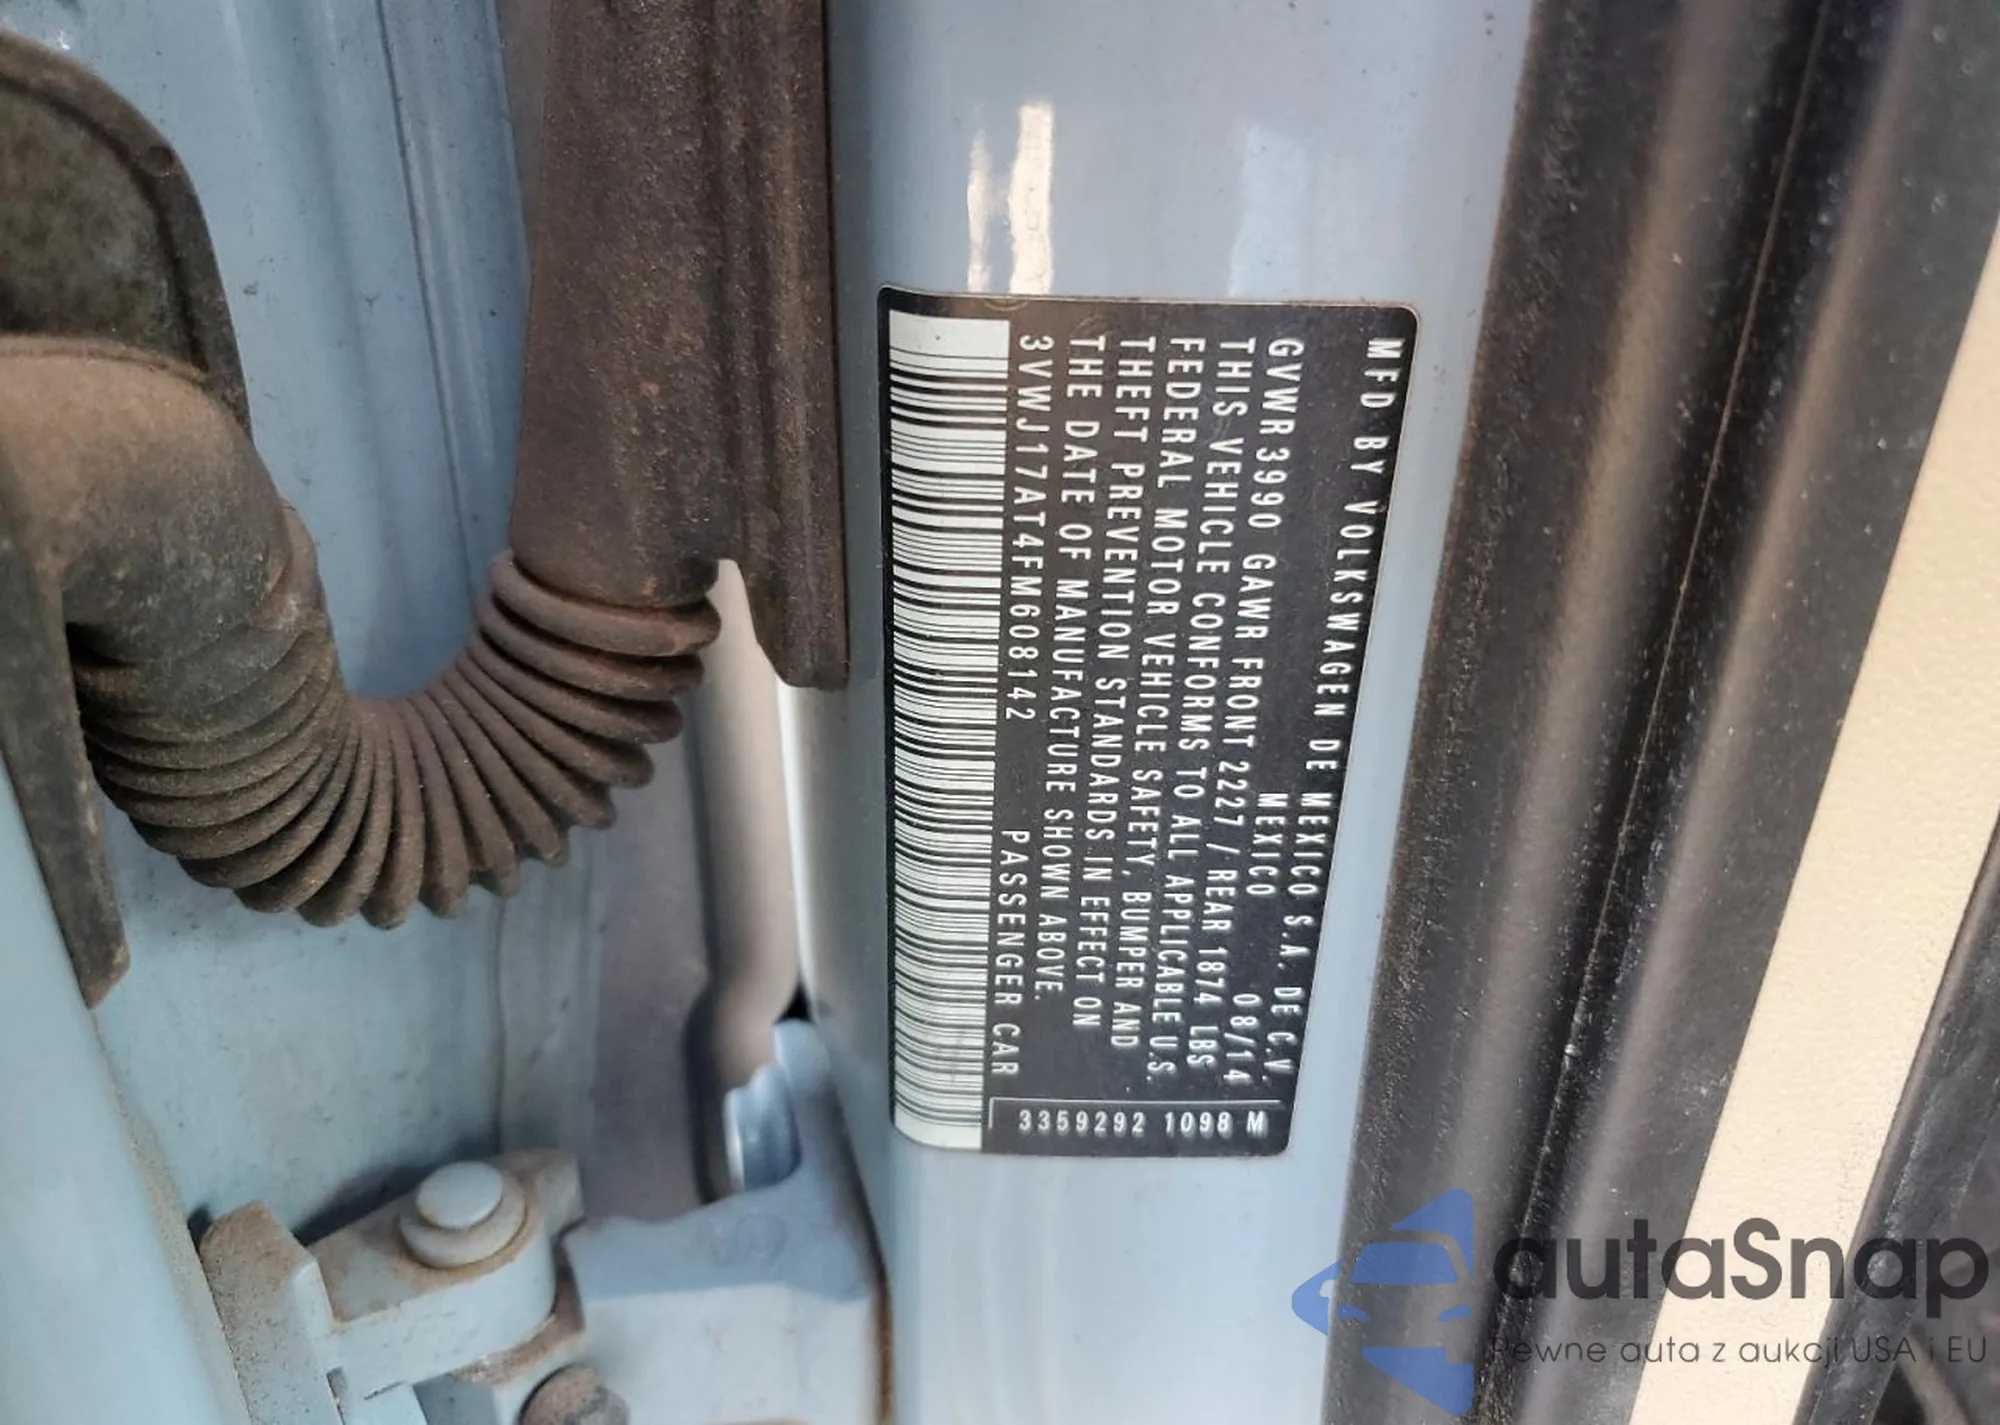 MFD BY VOLKSWAGEN DE MEXICO S.A. DE C.V.
MEXICO 08/14
GVWR 3990 GAWR FRONT 2227 / REAR 1874 LBS
THIS VEHICLE CONFORMS TO ALL APPLICABLE U.S.
FEDERAL MOTOR VEHICLE SAFETY, BUMPER AND
THEFT PREVENTION STANDARDS IN EFFECT ON
THE DATE OF MANUFACTURE SHOWN ABOVE.
3VWJ17AT4FM608142 PASSENGER CAR
3359292 1098 M
autaSnap
Pewne auta z aukcji USA i EU